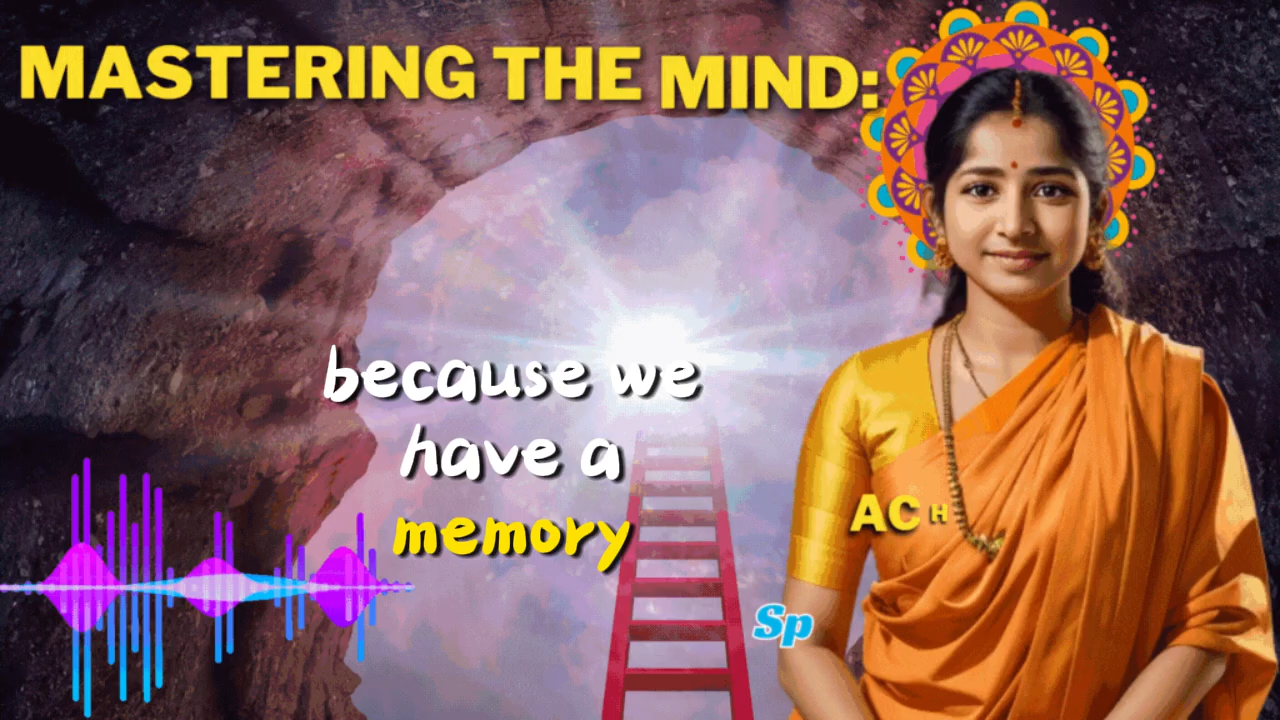 MASTERING THE MIND:
because we
have a
memory
ACH
Sp